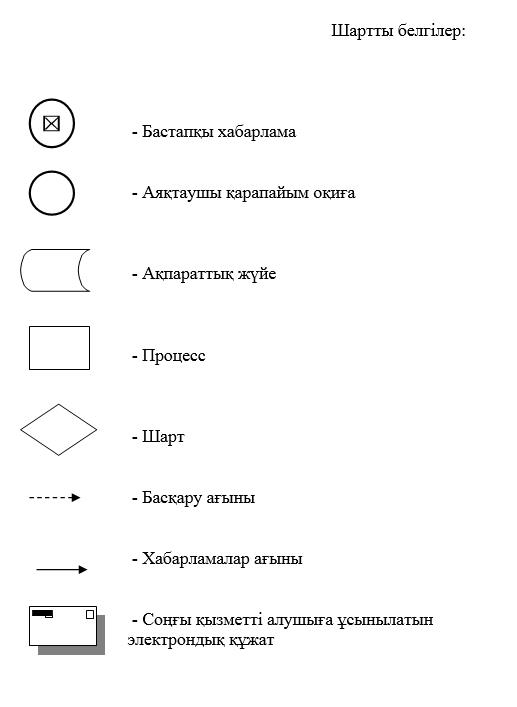 Шартты белгілер:
- Бастапқы хабарлама
- Аяқтаушы қарапайым оқиға
- Ақпараттық жүйе
- Процесс
- Шарт
- Басқару ағыны
- Хабарламалар ағыны
- Соңғы қызметті алушыға ұсынылатын
электрондық құжат